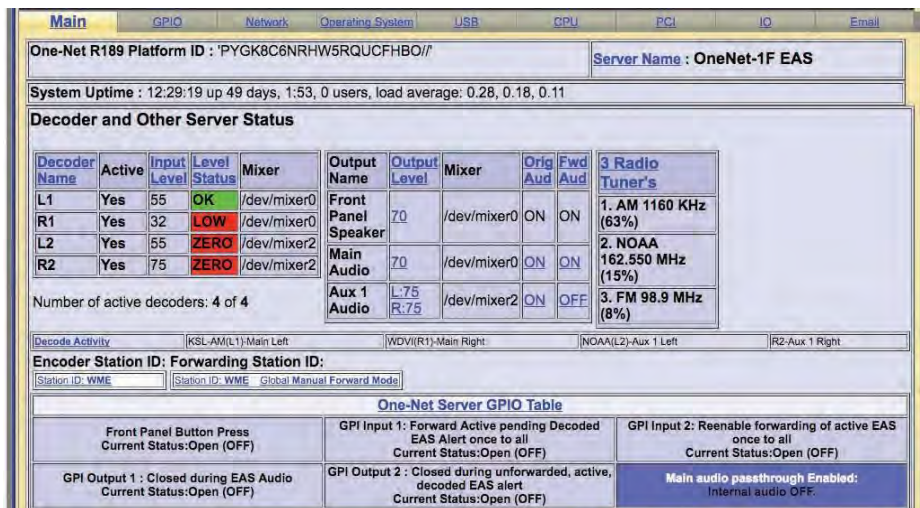 Main GPIO Network Operating System USB CPU PCI IO Email
One-Net R189 Platform ID : 'PYGK8C6NRHW5RQUCFHBO//'
Server Name : OneNet-1F EAS
System Uptime : 12:29:19 up 49 days, 1:53, 0 users, load average: 0.28, 0.18, 0.11
Decoder and Other Server Status
Decoder Name Active Input Level Level Status Mixer
L1 Yes 55 OK /dev/mixer0
R1 Yes 32 LOW /dev/mixer0
L2 Yes 55 ZERO /dev/mixer2
R2 Yes 75 ZERO /dev/mixer2
Number of active decoders: 4 of 4
Output Name Output Level Mixer Orig Aud Fwd Aud
Front Panel Speaker 70 /dev/mixer0 ON ON
Main Audio 70 /dev/mixer0 ON ON
Aux 1 Audio L:75 R:75 /dev/mixer2 ON OFF
3 Radio Tuner's
1. AM 1160 KHz (63%)
2. NOAA 162.550 MHz (15%)
3. FM 98.9 MHz (8%)
Decode Activity KSL-AM(L1)-Main Left WDVI(R1)-Main Right NOAA(L2)-Aux 1 Left R2-Aux 1 Right
Encoder Station ID: Forwarding Station ID:
Station ID: WME Station ID: WME Global Manual Forward Mode
One-Net Server GPIO Table
Front Panel Button Press
Current Status:Open (OFF)
GPI Input 1: Forward Active pending Decoded
EAS Alert once to all
Current Status:Open (OFF)
GPI Input 2: Reenable forwarding of active EAS
once to all
Current Status:Open (OFF)
GPI Output 1 : Closed during EAS Audio
Current Status:Open (OFF)
GPI Output 2 : Closed during unforwarded, active,
decoded EAS alert
Current Status:Open (OFF)
Main audio passthrough Enabled:
Internal audio OFF.